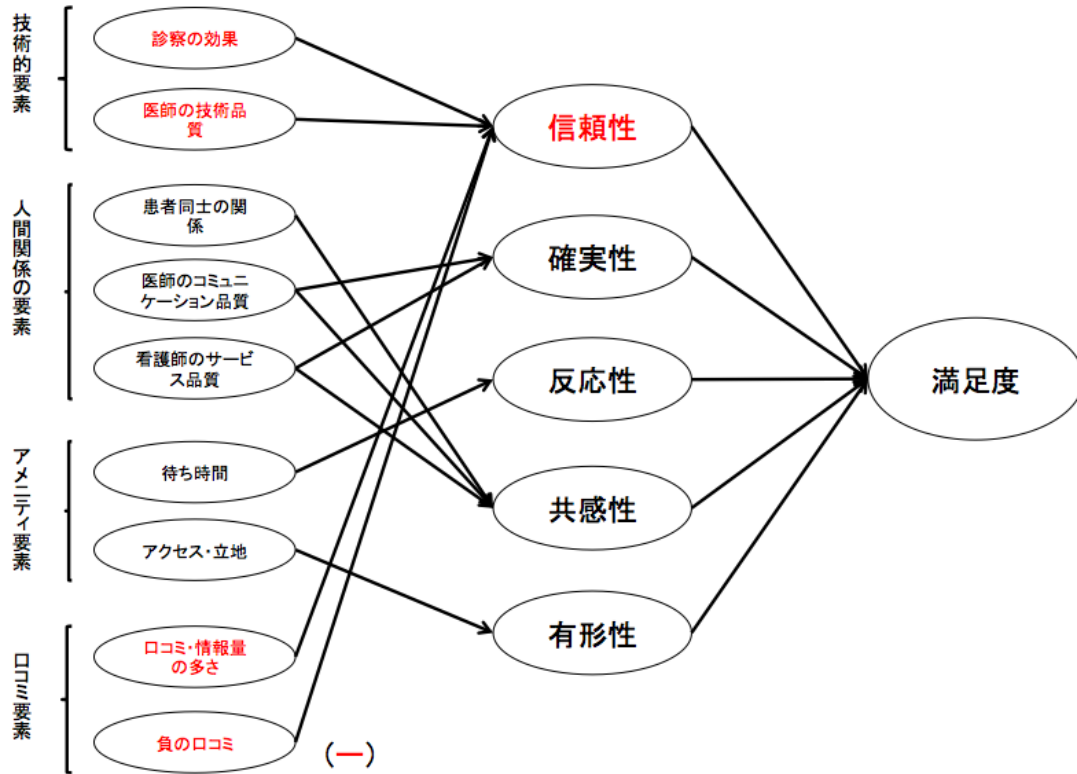 技術的要素
診察の効果
医師の技術品
質
人間関係の要素
患者同士の関
係
医師のコミュニ
ケーション品質
看護師のサービ
ス品質
アメニティ要素
待ち時間
アクセス・立地
口コミ要素
口コミ・情報量
の多さ
負の口コミ
(ー)
信頼性
確実性
反応性
共感性
有形性
満足度